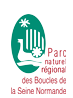 Parc
naturel
régional
des Boucles de
la Seine Normande